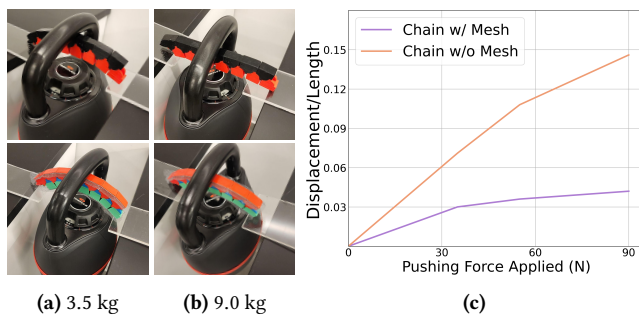 Chain w/ Mesh
Chain w/o Mesh
Displacement/Length
0.15
0.12
0.09
0.06
0.03
0
30
60
90
Pushing Force Applied (N)
(a) 3.5 kg
(b) 9.0 kg
(c)